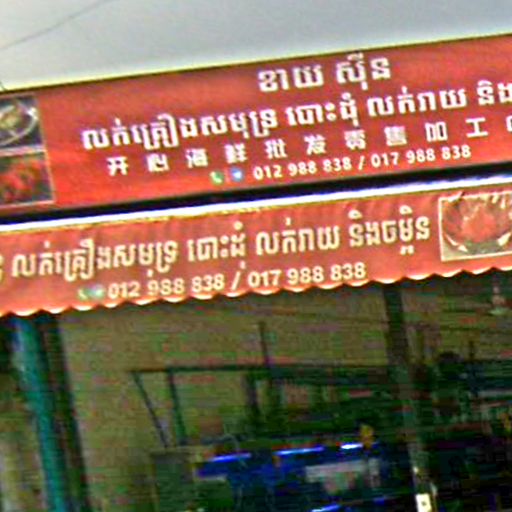 ខាយ ស៊ីន
លក់គ្រឿងសមុទ្រ បោះដុំ លក់រាយ និង
开心海鲜批发零售加工
012 988 838 / 017 988 838
លក់គ្រឿងសមុទ្រ បោះដុំ លក់រាយ និងចម្អិន
012 988 838 / 017 988 838